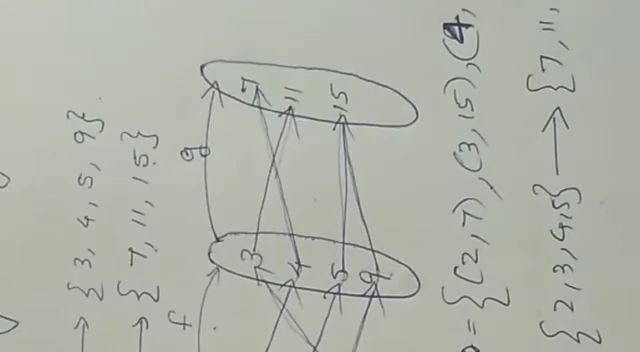 → {3, 4, 5, 9}.
→ {7, 11, 15}
f g
3 7
4 11
5 15
9
= {(2,7),(3,15),(4,
{2,3,4,5} → {7,11,